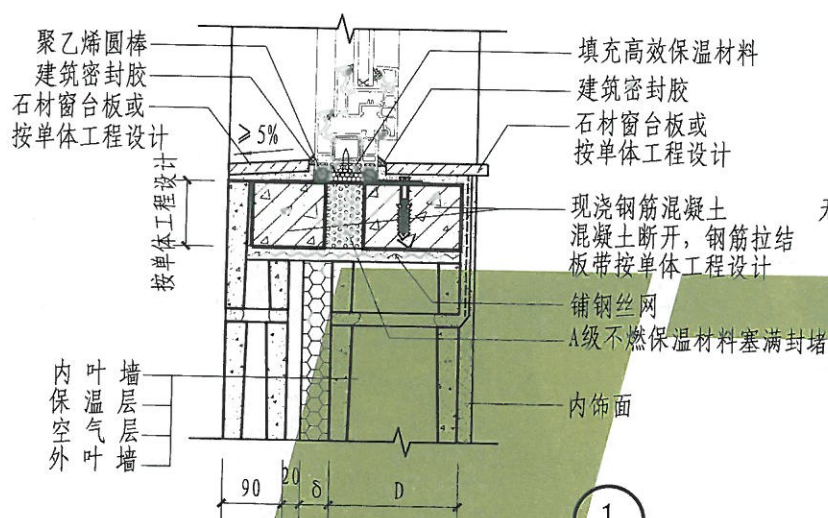 聚乙烯圆棒
建筑密封胶
石材窗台板或
按单体工程设计
≥5%
按单体工程设计
填充高效保温材料
建筑密封胶
石材窗台板或
按单体工程设计
现浇钢筋混凝土
混凝土断开，钢筋拉结
板带按单体工程设计
铺钢丝网
A级不燃保温材料塞满封堵
内饰面
内叶墙
保温层
空气层
外叶墙
90 20 δ D
1